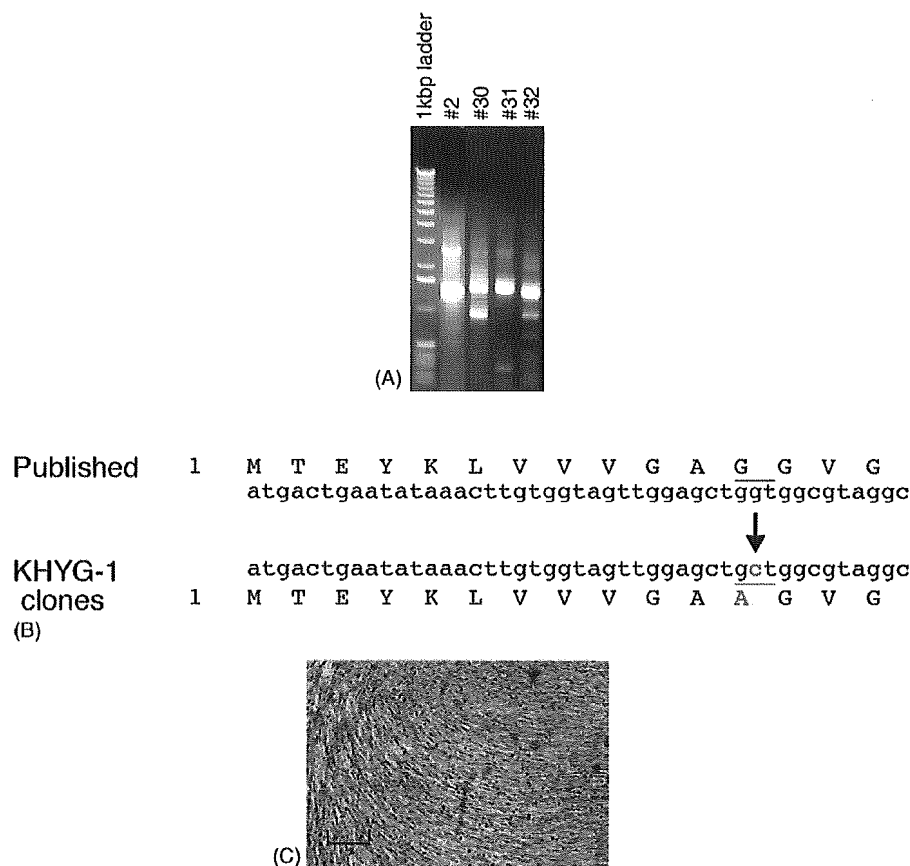 1kbp ladder
#2
#30
#31
#32
(A)
Published 1 M T E Y K L V V V G A G G V G
atgactgaatataaacttgtggtagttggagctggtggcgtaggc
KHYG-1 atgactgaatataaacttgtggtagttggagctgctggcgtaggc
clones 1 M T E Y K L V V V G A A G V G
(B)
(C)